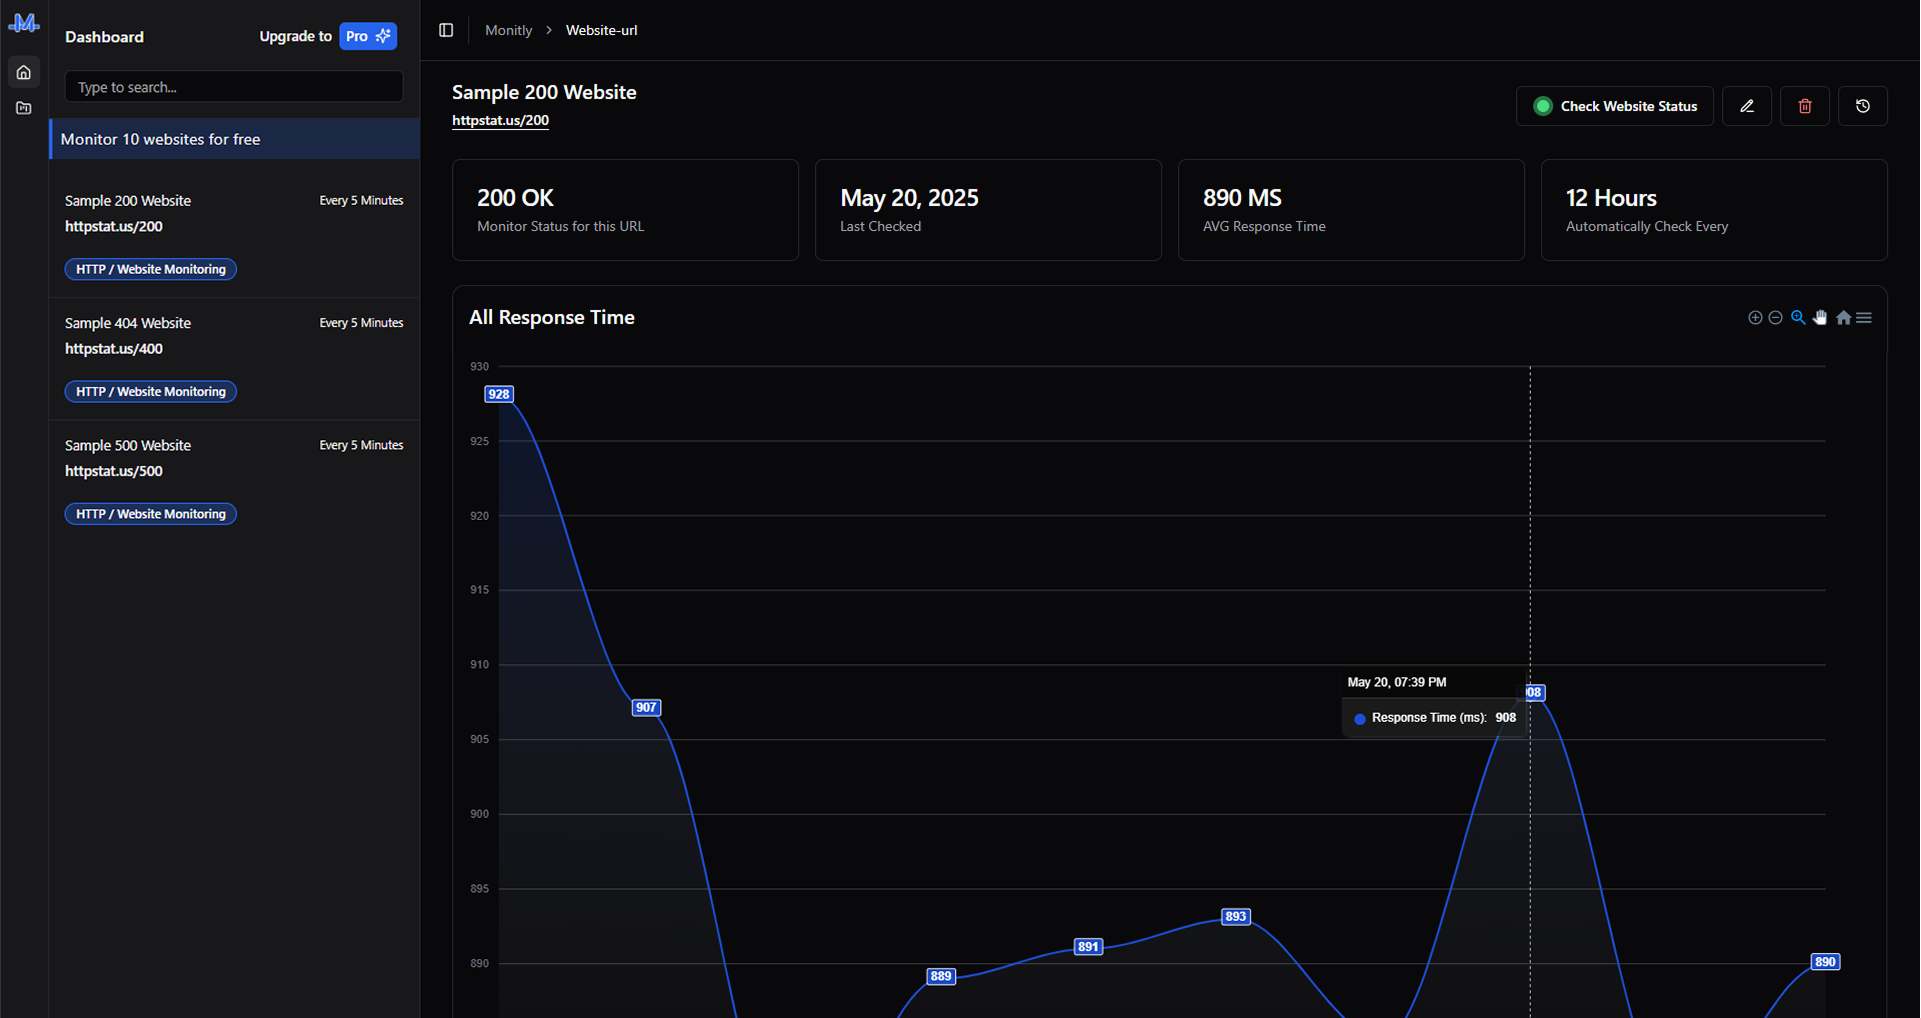 M
Dashboard
Upgrade to Pro
Type to search...
Monitor 10 websites for free
Sample 200 Website Every 5 Minutes
httpstat.us/200
HTTP / Website Monitoring
Sample 404 Website Every 5 Minutes
httpstat.us/400
HTTP / Website Monitoring
Sample 500 Website Every 5 Minutes
httpstat.us/500
HTTP / Website Monitoring
Monitly > Website-url
Sample 200 Website
httpstat.us/200
Check Website Status
200 OK
Monitor Status for this URL
May 20, 2025
Last Checked
890 MS
AVG Response Time
12 Hours
Automatically Check Every
All Response Time
930
928
925
920
915
910
May 20, 07:39 PM
08
907
Response Time (ms): 908
905
900
895
893
891
890
890
889